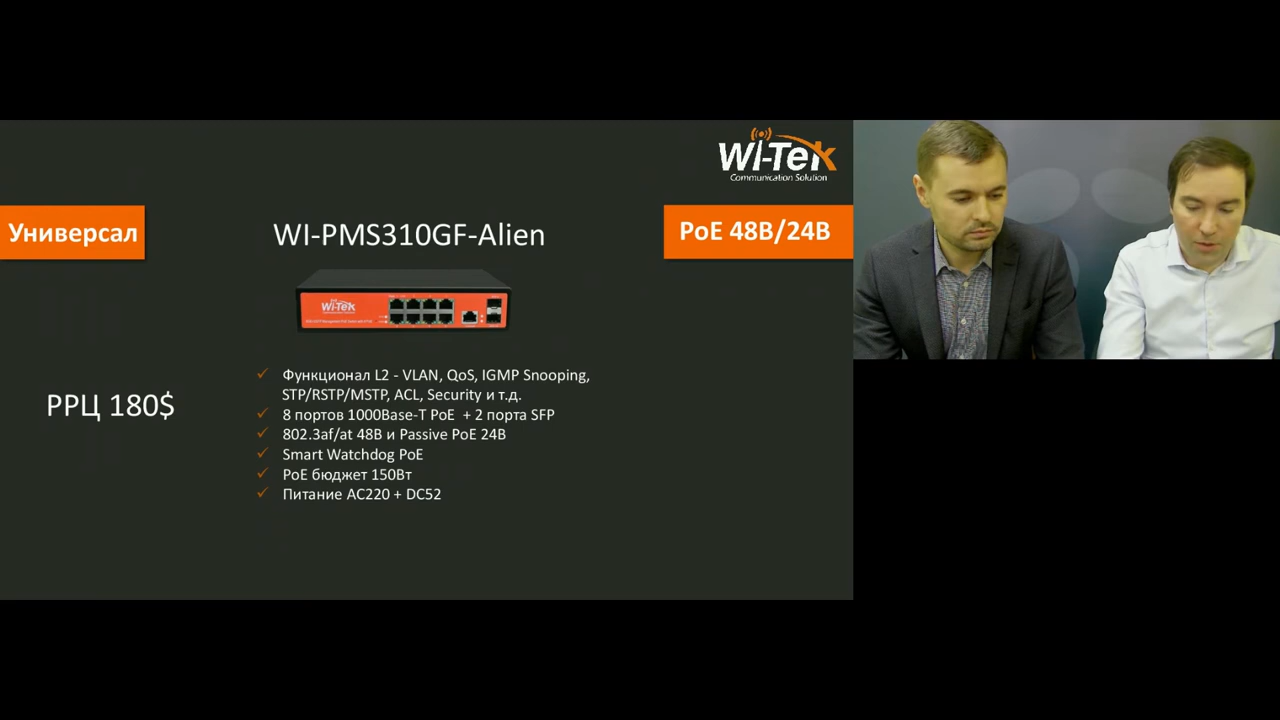 Wi-Tek
Communication Solution
Универсал
WI-PMS310GF-Alien
PoE 48В/24В
Wi-Tek
РРЦ 180$
Функционал L2 - VLAN, QoS, IGMP Snooping,
STP/RSTP/MSTP, ACL, Security и т.д.
8 портов 1000Base-T PoE + 2 порта SFP
802.3af/at 48В и Passive PoE 24В
Smart Watchdog PoE
PoE бюджет 150Вт
Питание AC220 + DC52